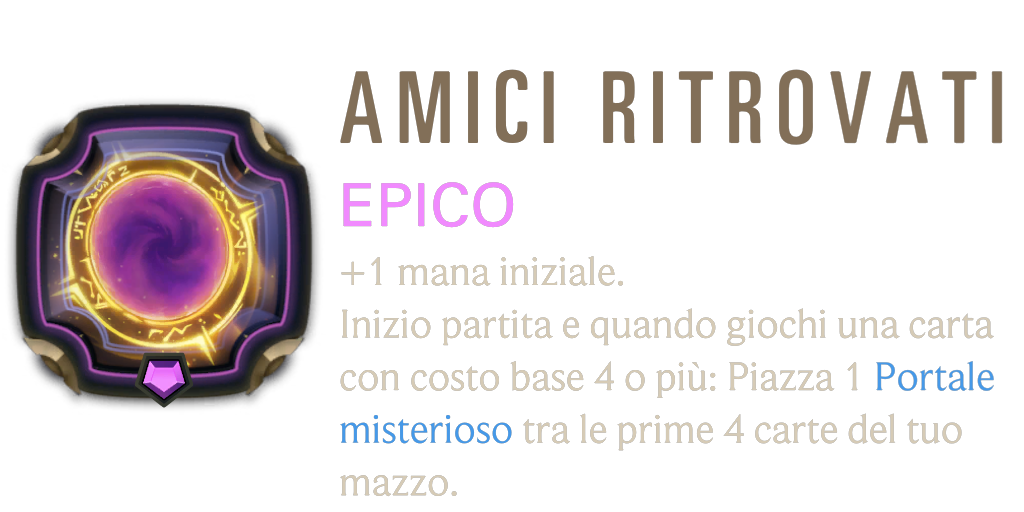 AMICI RITROVATI
EPICO
+1 mana iniziale.
Inizio partita e quando giochi una carta
con costo base 4 o più: Piazza 1 Portale
misterioso tra le prime 4 carte del tuo
mazzo.